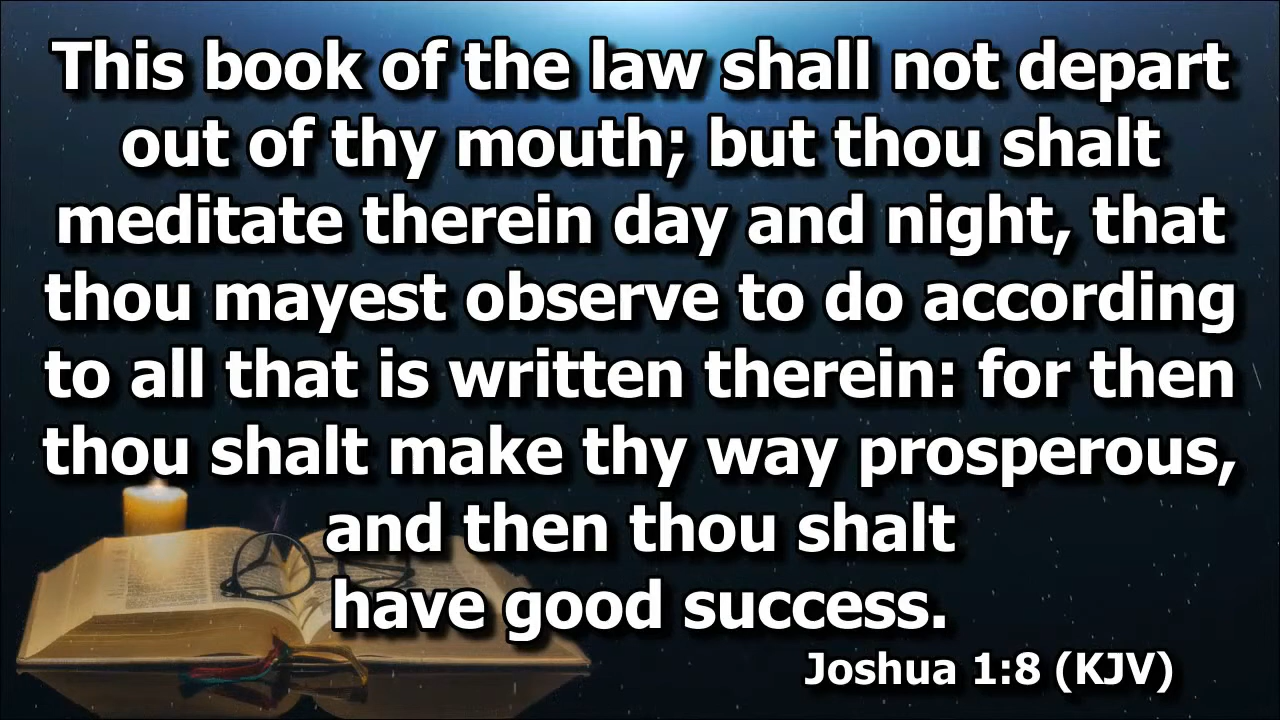 This book of the law shall not depart
out of thy mouth; but thou shalt
meditate therein day and night, that
thou mayest observe to do according
to all that is written therein: for then
thou shalt make thy way prosperous,
and then thou shalt
have good success.
Joshua 1:8 (KJV)